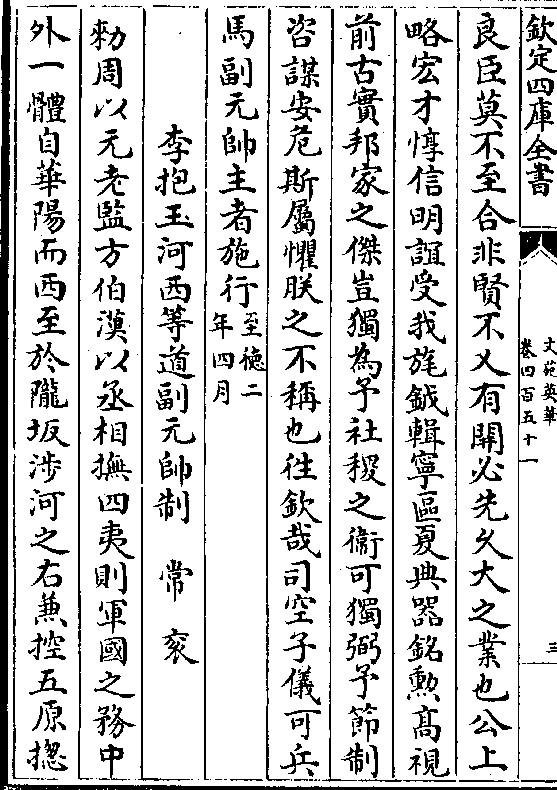 欽定四庫全書
文苑英華
卷四百五十一
三
良臣莫不至合非賢不乂有開必先久大之業也公上
略宏才惇信明誼受我旄鉞輯寧區夏典器銘勲髙視
前古實邦家之傑豈獨為予社稷之衞可獨弼予節制
咨謀安危斯屬懼朕之不稱也往欽哉司空子儀可兵
馬副元帥主者施行至德二
年四月
李抱玉河西等道副元帥制　常衮
勅周以元老監方伯漢以丞相撫四夷則軍國之務中
外一體自華陽而西至於隴坂涉河之右兼控五原揔